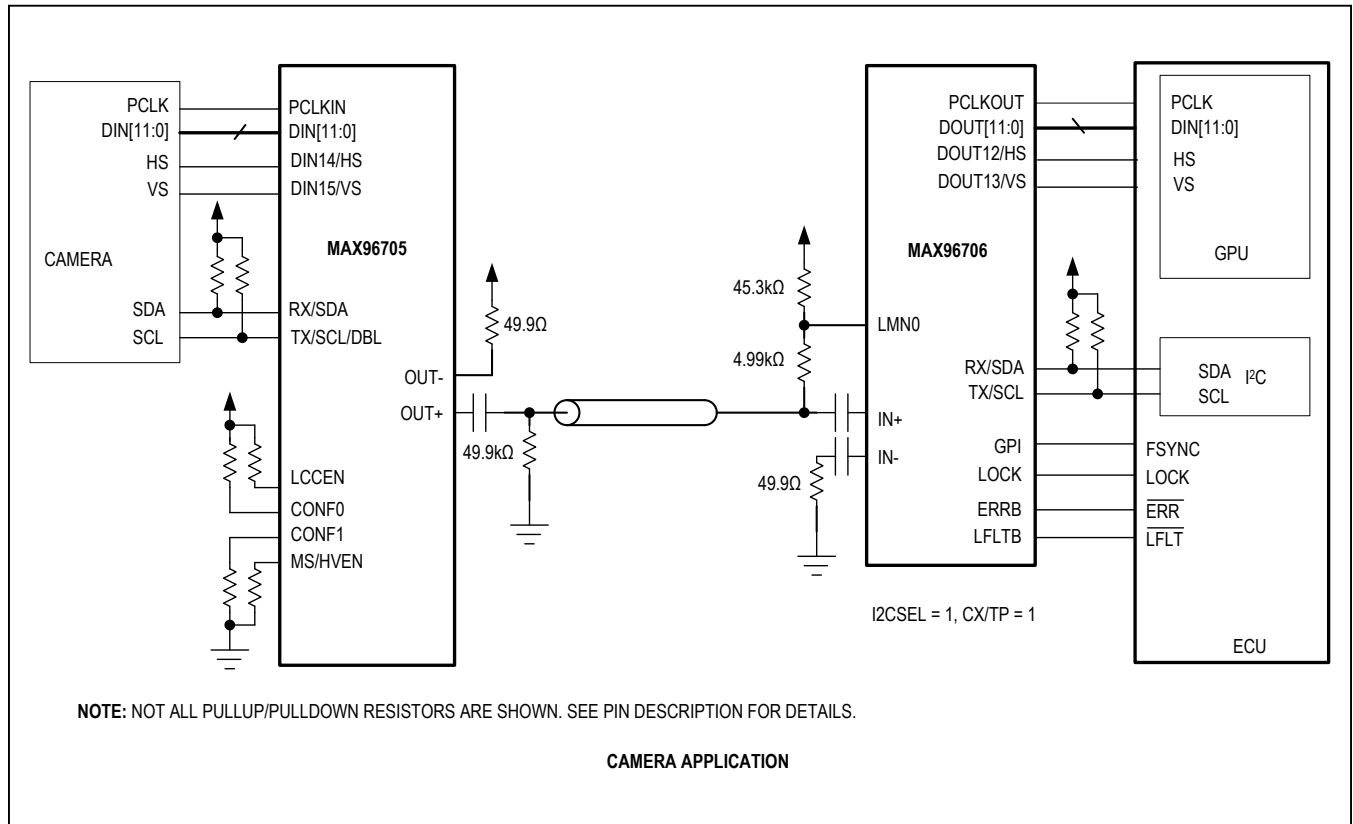 CAMERA
PCLK
DIN[11:0]
HS
VS
SDA
SCL
MAX96705
PCLKIN
DIN[11:0]
DIN14/HS
DIN15/VS
RX/SDA
TX/SCL/DBL
LCCEN
CONF0
CONF1
MS/HVEN
OUT-
OUT+
49.9Ω
49.9kΩ
45.3kΩ
4.99kΩ
49.9Ω
MAX96706
LMN0
IN+
IN-
PCLKOUT
DOUT[11:0]
DOUT12/HS
DOUT13/VS
RX/SDA
TX/SCL
GPI
LOCK
ERRB
LFLTB
I2CSEL = 1, CX/TP = 1
PCLK
DIN[11:0]
HS
VS
GPU
SDA
I²C
SCL
FSYNC
LOCK
ERR
LFLT
ECU
NOTE: NOT ALL PULLUP/PULLDOWN RESISTORS ARE SHOWN. SEE PIN DESCRIPTION FOR DETAILS.
CAMERA APPLICATION